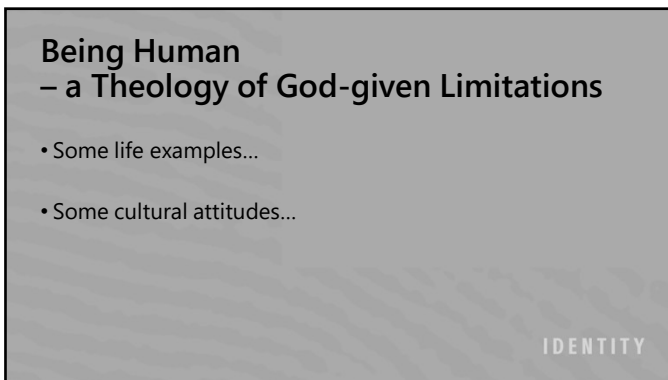 Being Human
– a Theology of God-given Limitations
• Some life examples…
• Some cultural attitudes…
IDENTITY